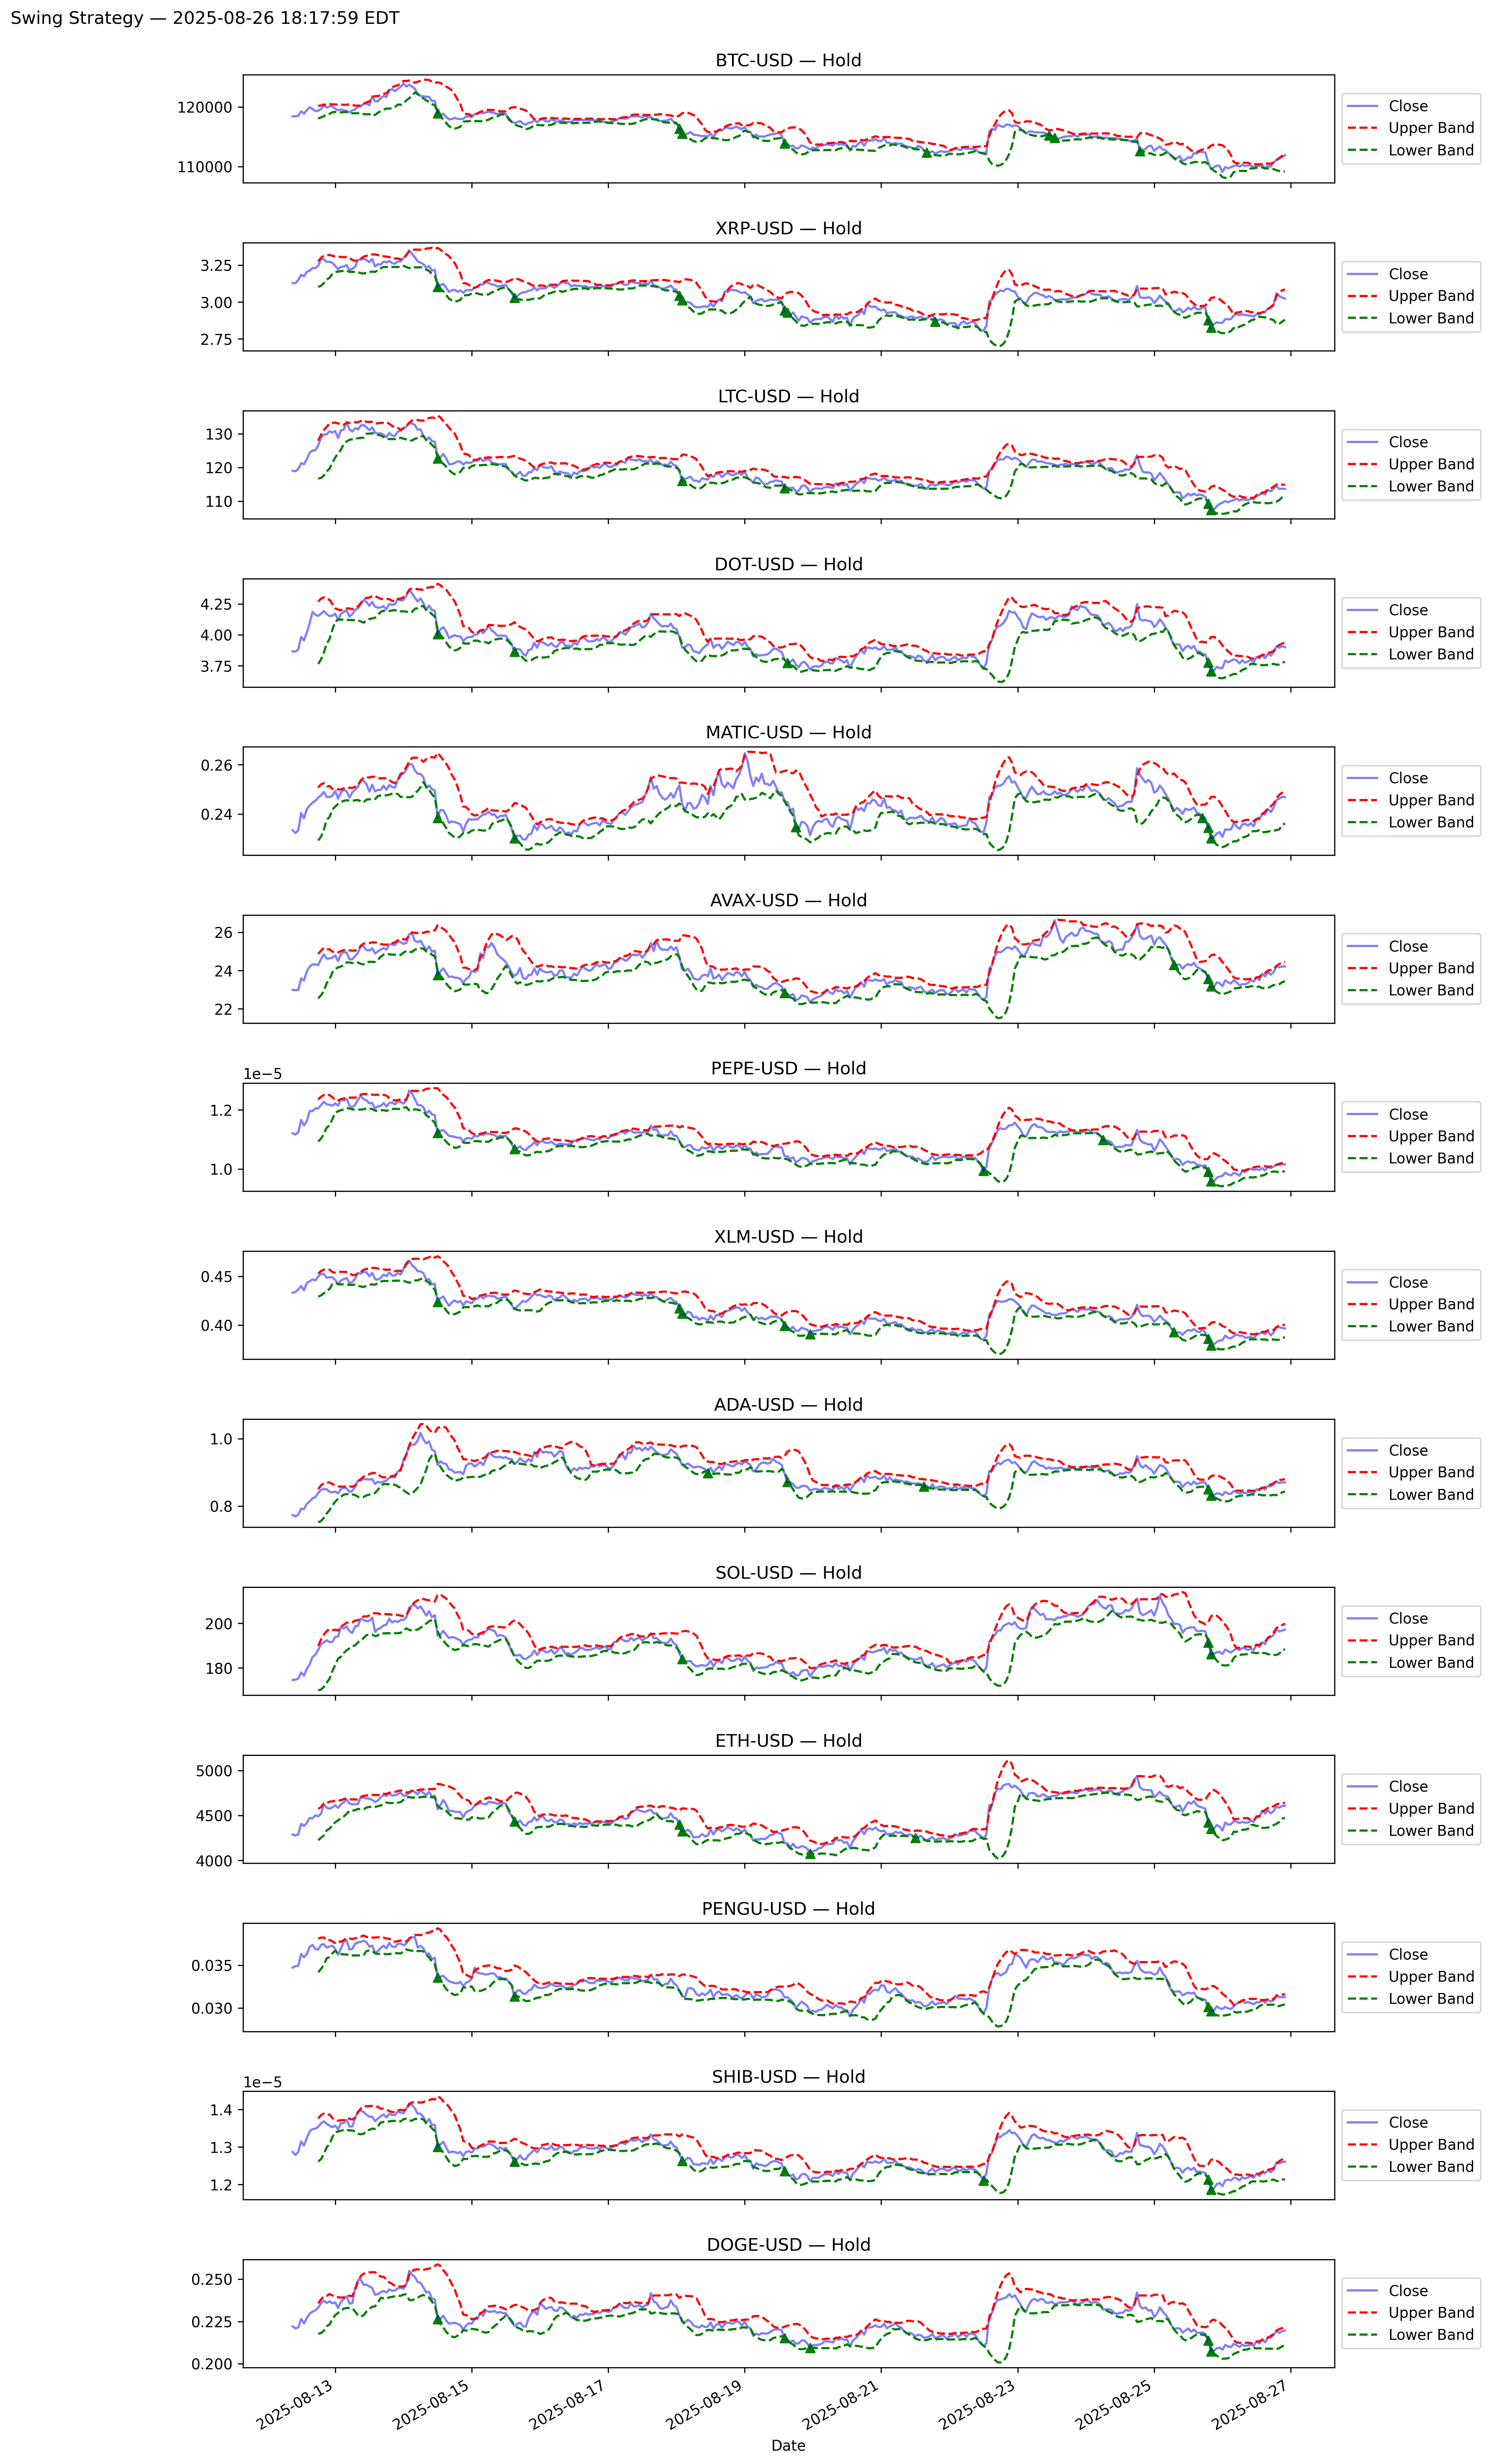 Swing Strategy — 2025-08-26 18:17:59 EDT
BTC-USD — Hold
120000
110000
Close
Upper Band
Lower Band
XRP-USD — Hold
3.25
3.00
2.75
Close
Upper Band
Lower Band
LTC-USD — Hold
130
120
110
Close
Upper Band
Lower Band
DOT-USD — Hold
4.25
4.00
3.75
Close
Upper Band
Lower Band
MATIC-USD — Hold
0.26
0.24
Close
Upper Band
Lower Band
AVAX-USD — Hold
26
24
22
Close
Upper Band
Lower Band
PEPE-USD — Hold
1e−5
1.2
1.0
Close
Upper Band
Lower Band
XLM-USD — Hold
0.45
0.40
Close
Upper Band
Lower Band
ADA-USD — Hold
1.0
0.8
Close
Upper Band
Lower Band
SOL-USD — Hold
200
180
Close
Upper Band
Lower Band
ETH-USD — Hold
5000
4500
4000
Close
Upper Band
Lower Band
PENGU-USD — Hold
0.035
0.030
Close
Upper Band
Lower Band
SHIB-USD — Hold
1e−5
1.4
1.3
1.2
Close
Upper Band
Lower Band
DOGE-USD — Hold
0.250
0.225
0.200
Close
Upper Band
Lower Band
2025-08-13
2025-08-15
2025-08-17
2025-08-19
2025-08-21
2025-08-23
2025-08-25
2025-08-27
Date